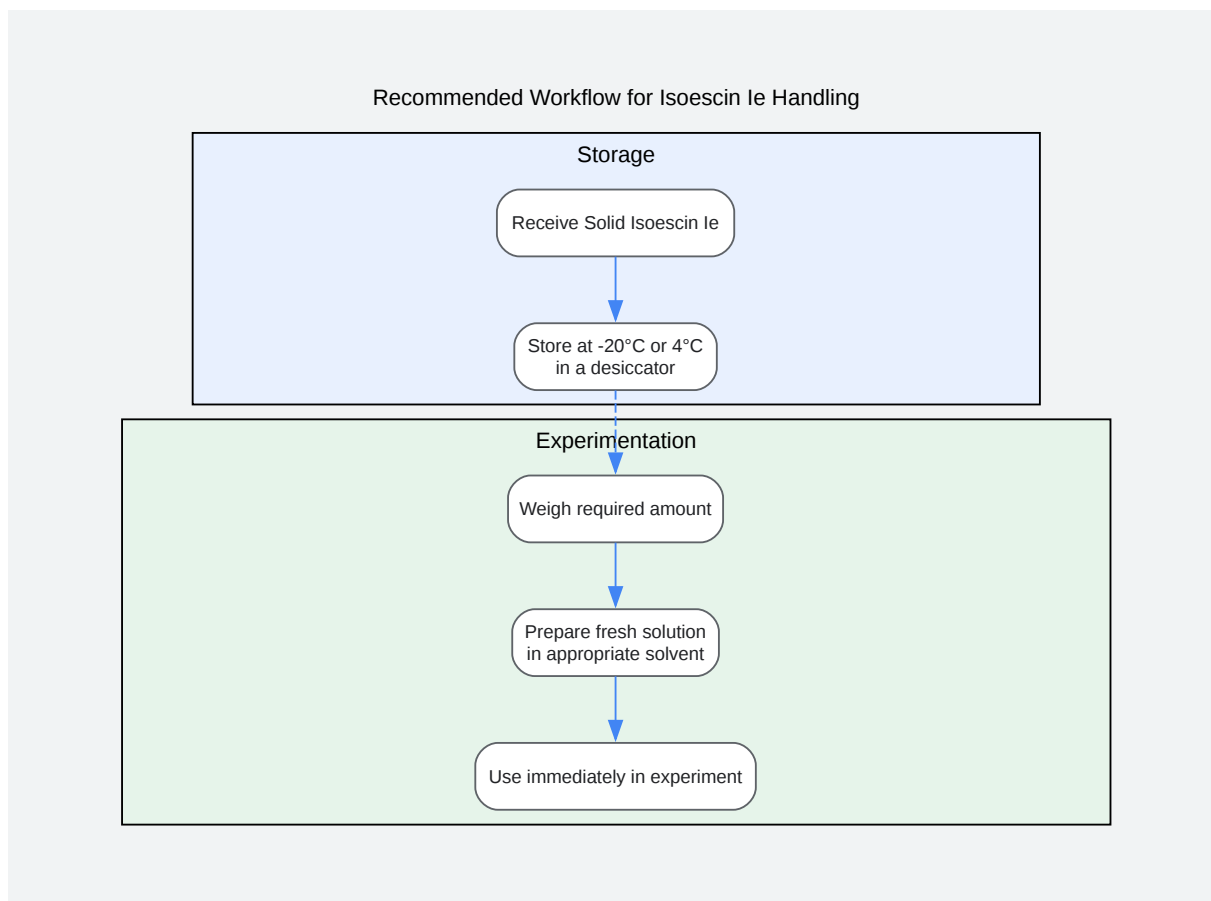 Recommended Workflow for Isoescin Ie Handling
Storage
Receive Solid Isoescin Ie
Store at -20°C or 4°C
in a desiccator
Experimentation
Weigh required amount
Prepare fresh solution
in appropriate solvent
Use immediately in experiment